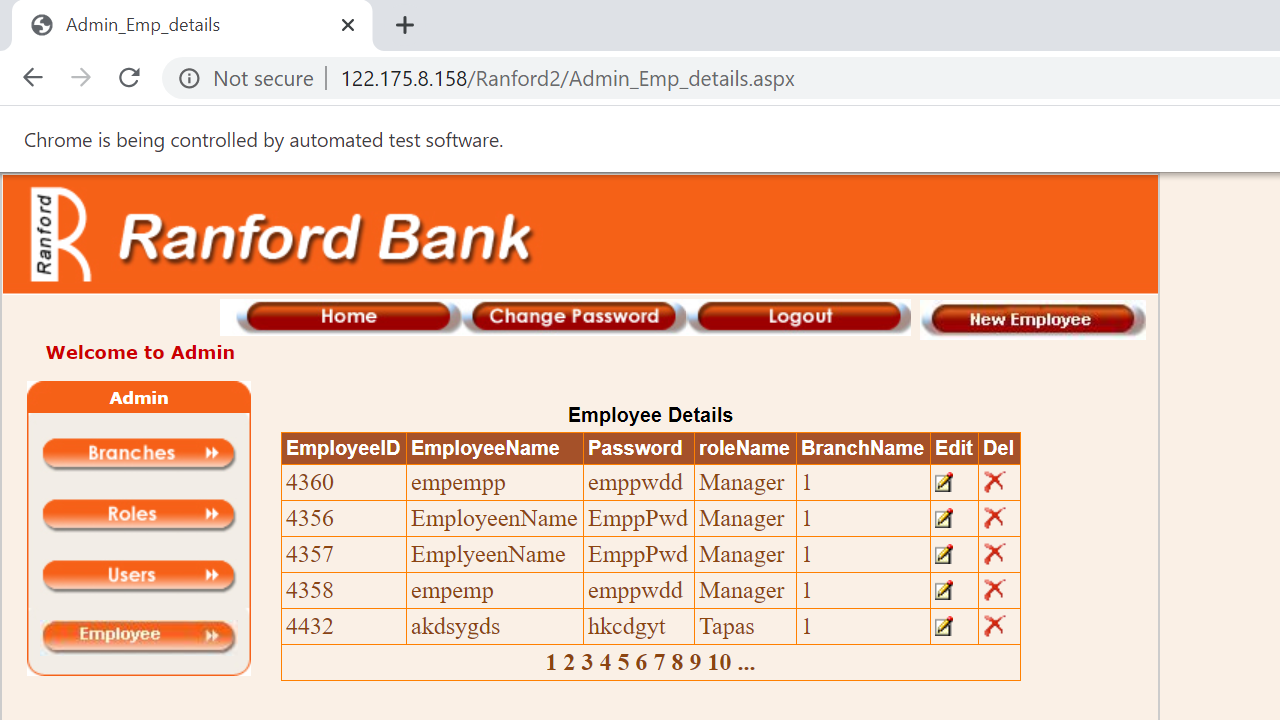 Admin_Emp_details
Not secure | 122.175.8.158/Ranford2/Admin_Emp_details.aspx
Chrome is being controlled by automated test software.
Ranford
Ranford Bank
Home Change Password Logout New Employee
Welcome to Admin
Admin
Branches
Roles
Users
Employee
Employee Details
EmployeeID EmployeeName Password roleName BranchName Edit Del
4360 empempp emppwdd Manager 1
4356 EmployeenName EmppPwd Manager 1
4357 EmplyeenName EmppPwd Manager 1
4358 empemp emppwdd Manager 1
4432 akdsygds hkcdgyt Tapas 1
1 2 3 4 5 6 7 8 9 10 ...